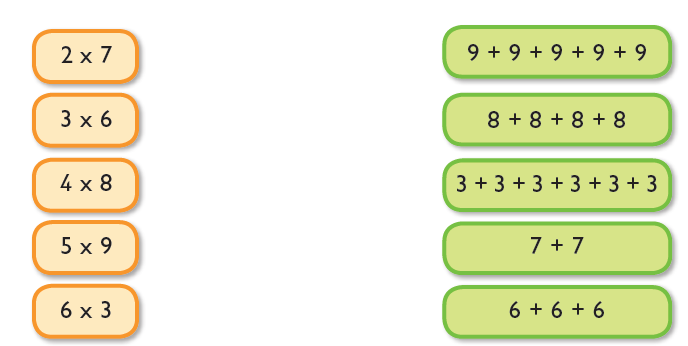 2 x 7
9 + 9 + 9 + 9 + 9
3 x 6
8 + 8 + 8 + 8
4 x 8
3 + 3 + 3 + 3 + 3 + 3
5 x 9
7 + 7
6 x 3
6 + 6 + 6